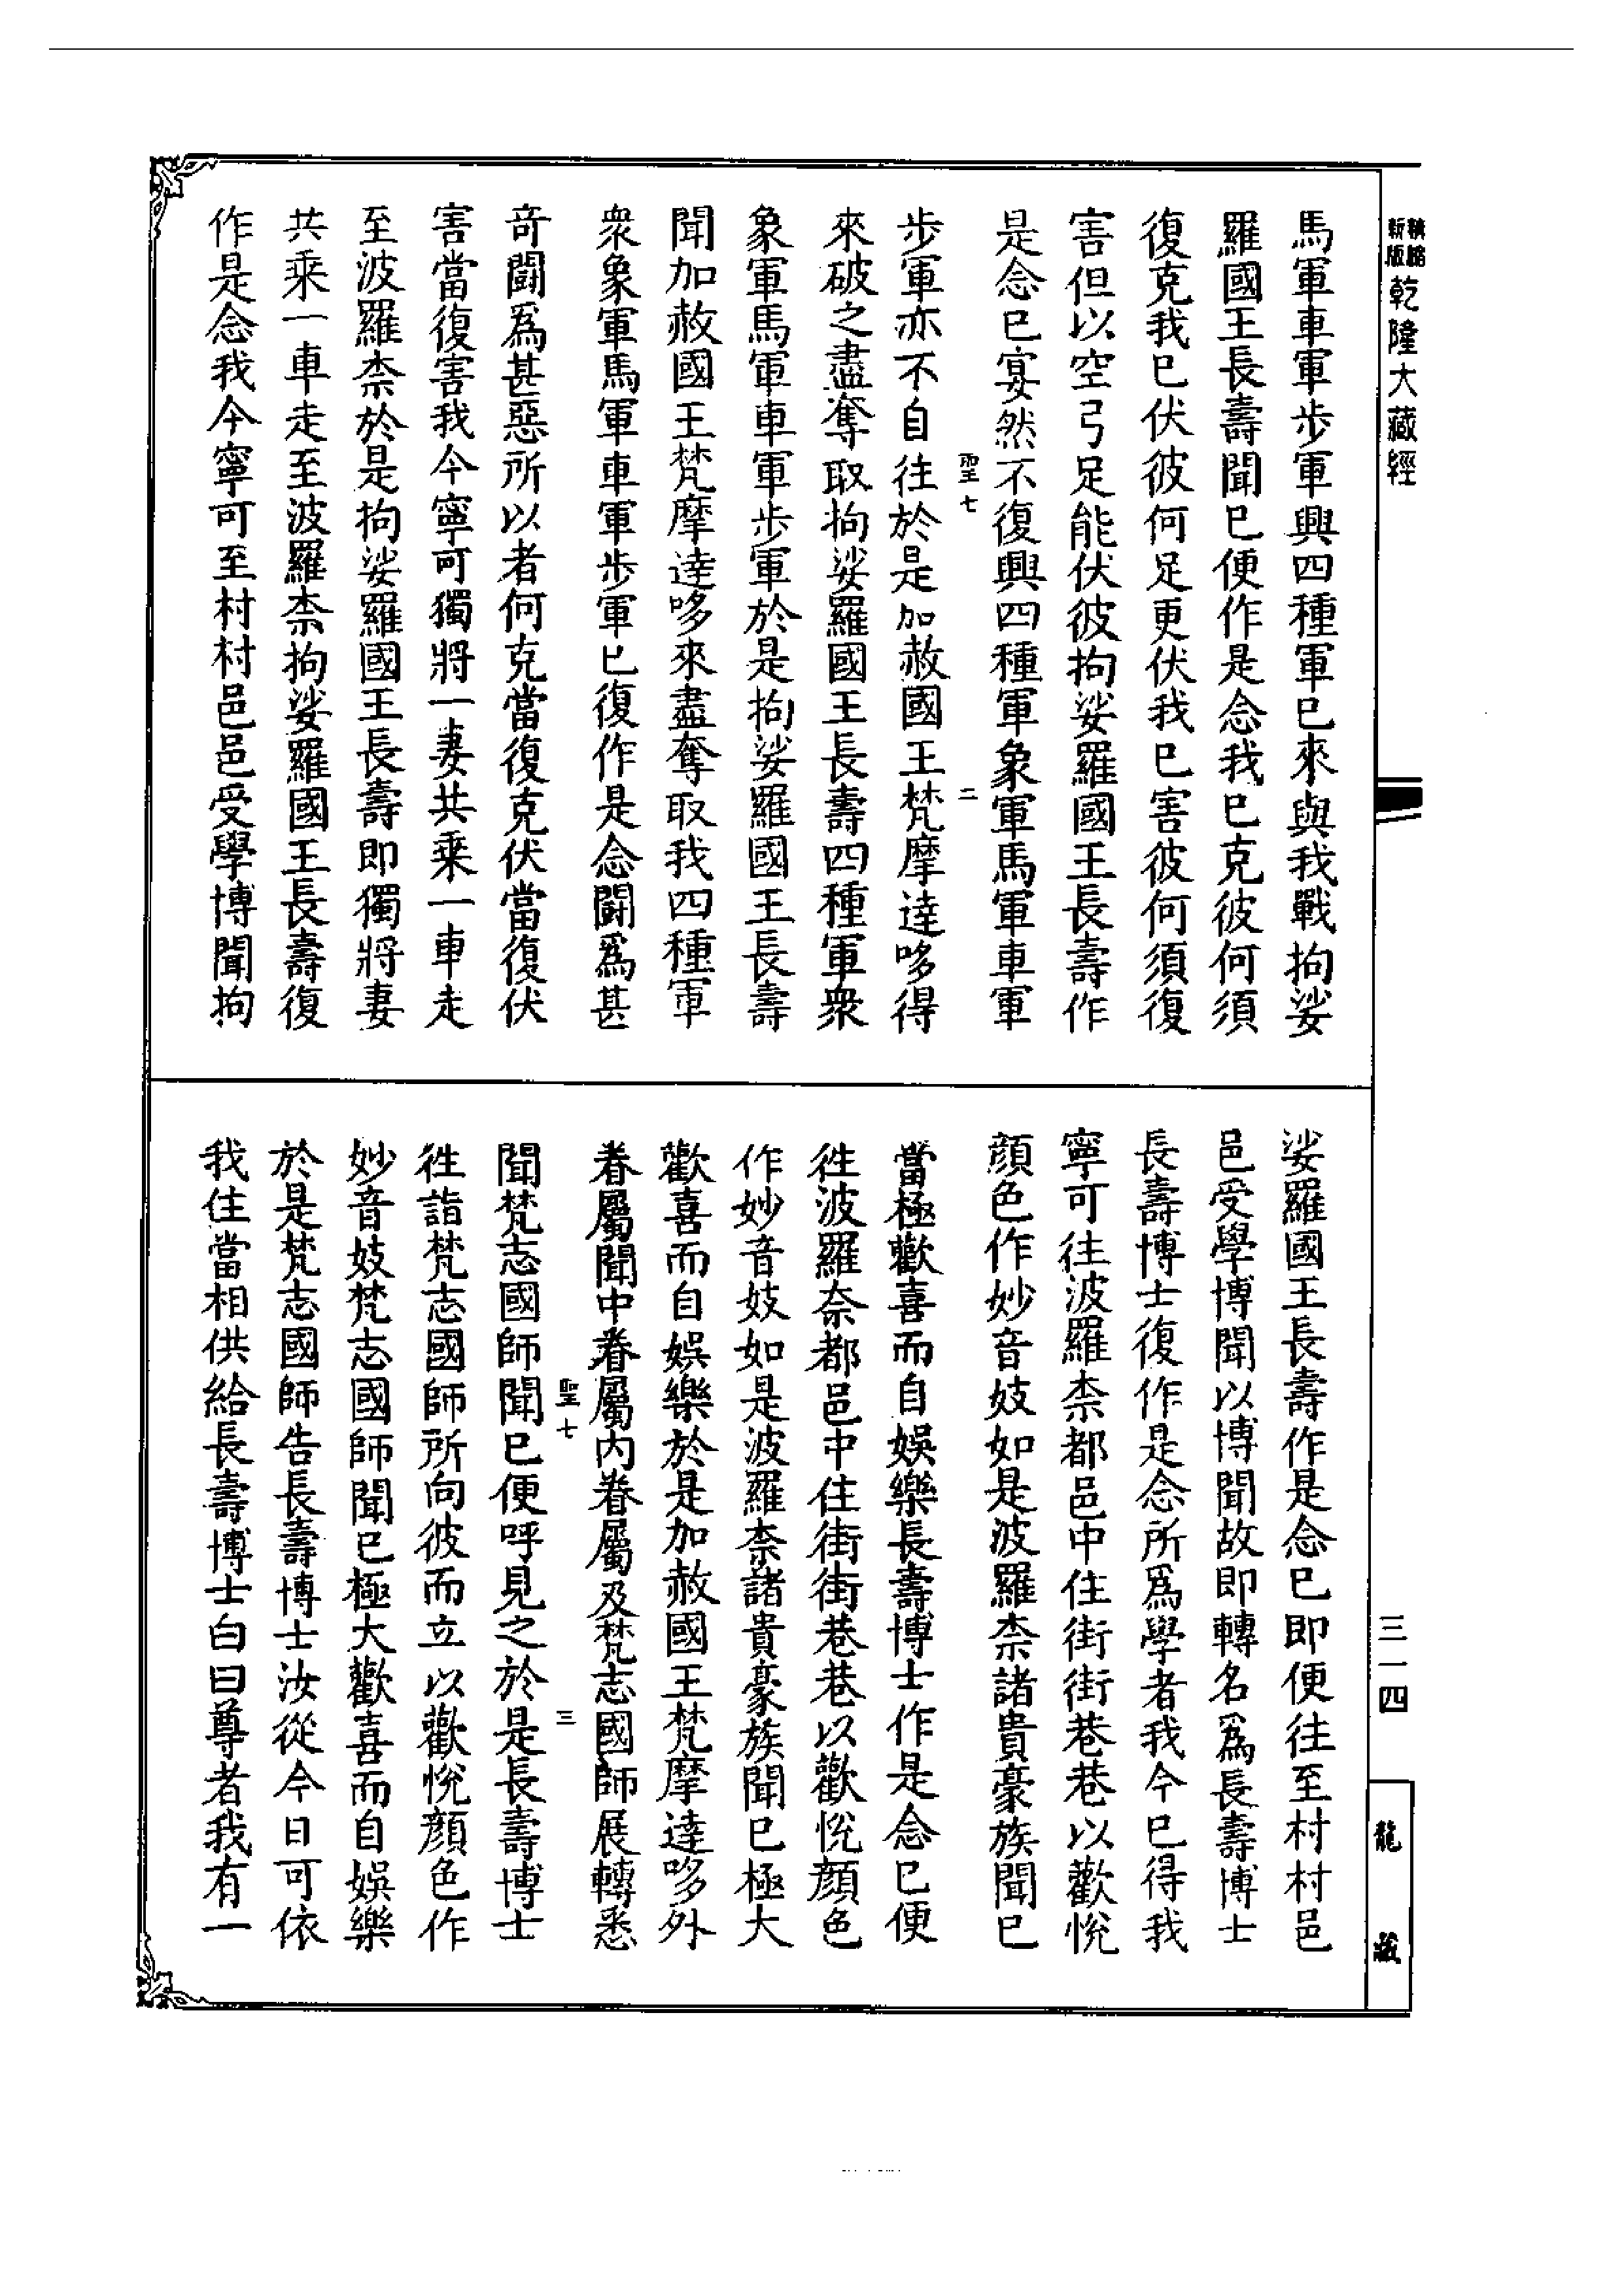 新版
乾隆大藏經
馬軍車軍步軍興四種軍已來與我戰拘娑
羅國王長壽聞已便作是念我已克彼何須
復克我已伏彼何足更伏我已害彼何須復
害但以空弓足能伏彼拘娑羅國王長壽作
是念已宴然不復興四種軍象軍馬軍車軍
聖七
二
步軍亦不自往於是加赦國王梵摩達哆得
來破之盡奪取拘娑羅國王長壽四種軍衆
象軍馬軍車軍步軍於是拘娑羅國王長壽
聞加赦國王梵摩達哆來盡奪取我四種軍
衆象軍馬軍車軍步軍已復作是念鬪爲甚
奇鬪爲甚惡所以者何克當復克伏當復伏
害當復害我今寧可獨將一妻共乘一車走
至波羅柰於是拘娑羅國王長壽即獨將妻
共乘一車走至波羅柰拘娑羅國王長壽復
作是念我今寧可至村村邑邑受學博聞拘
娑羅國王長壽作是念已即便往至村村邑
邑受學博聞以博聞故即轉名爲長壽博士
長壽博士復作是念所爲學者我今已得我
寧可往波羅柰都邑中住街街巷巷以歡悅
顏色作妙音妓如是波羅柰諸貴豪族聞已
當極歡喜而自娛樂長壽博士作是念已便
往波羅奈都邑中住街街巷巷以歡悅顏色
作妙音妓如是波羅柰諸貴豪族聞已極大
歡喜而自娛樂於是加赦國王梵摩達哆外
眷屬聞中眷屬內眷屬及梵志國師展轉悉
聖七
三
聞梵志國師聞已便呼見之於是長壽博士
往詣梵志國師所向彼而立以歡悅顏色作
妙音妓梵志國師聞已極大歡喜而自娛樂
於是梵志國師告長壽博士汝從今日可依
我住當相供給長壽博士白曰尊者我有一
三一四
龍藏